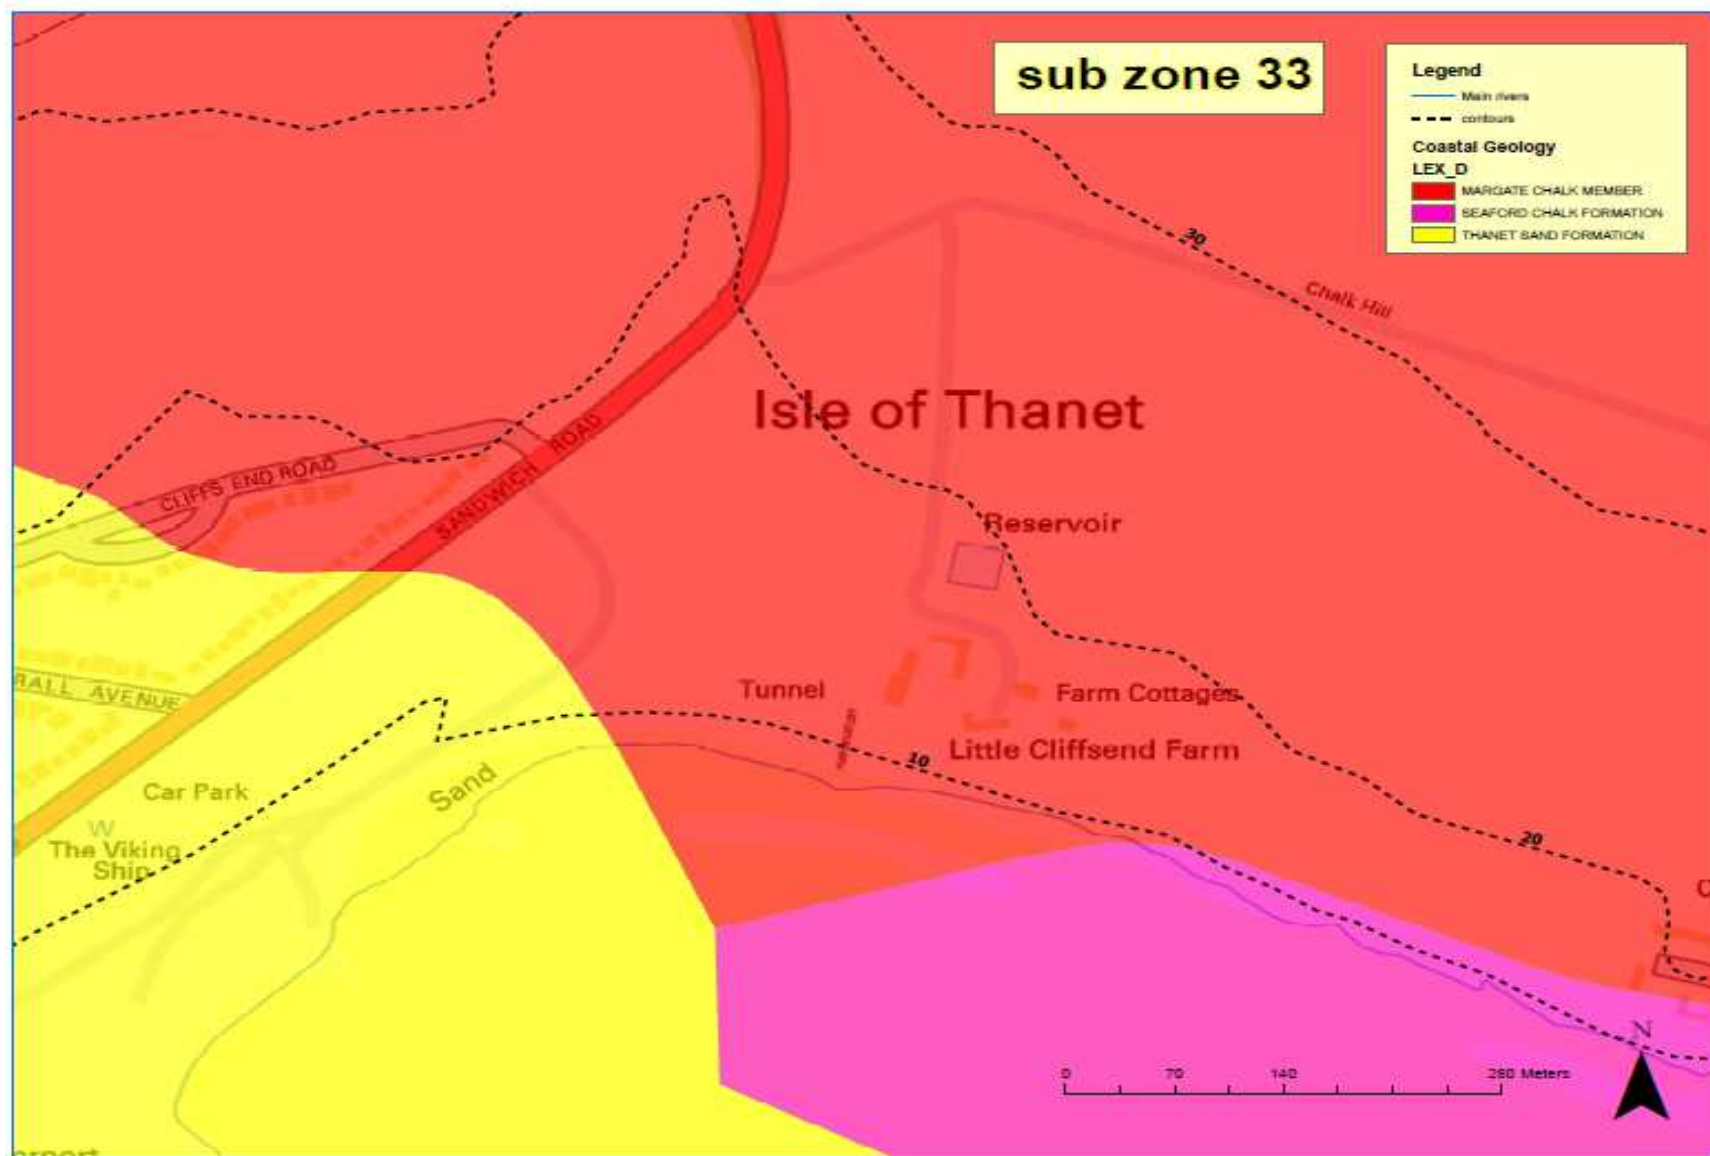 sub zone 33
Legend
Main rivers
contours
Coastal Geology
LEX_D
MARGATE CHALK MEMBER
SEAFORD CHALK FORMATION
THANET SAND FORMATION
30
Chalk Hill
Isle of Thanet
SANDWICH ROAD
CLIFFS END ROAD
Reservoir
RALL AVENUE
Tunnel
Farm Cottages
Little Cliffsend Farm
10
Sand
Car Park
W
The Viking
Ship
20
C
N
0 70 140 280 Meters